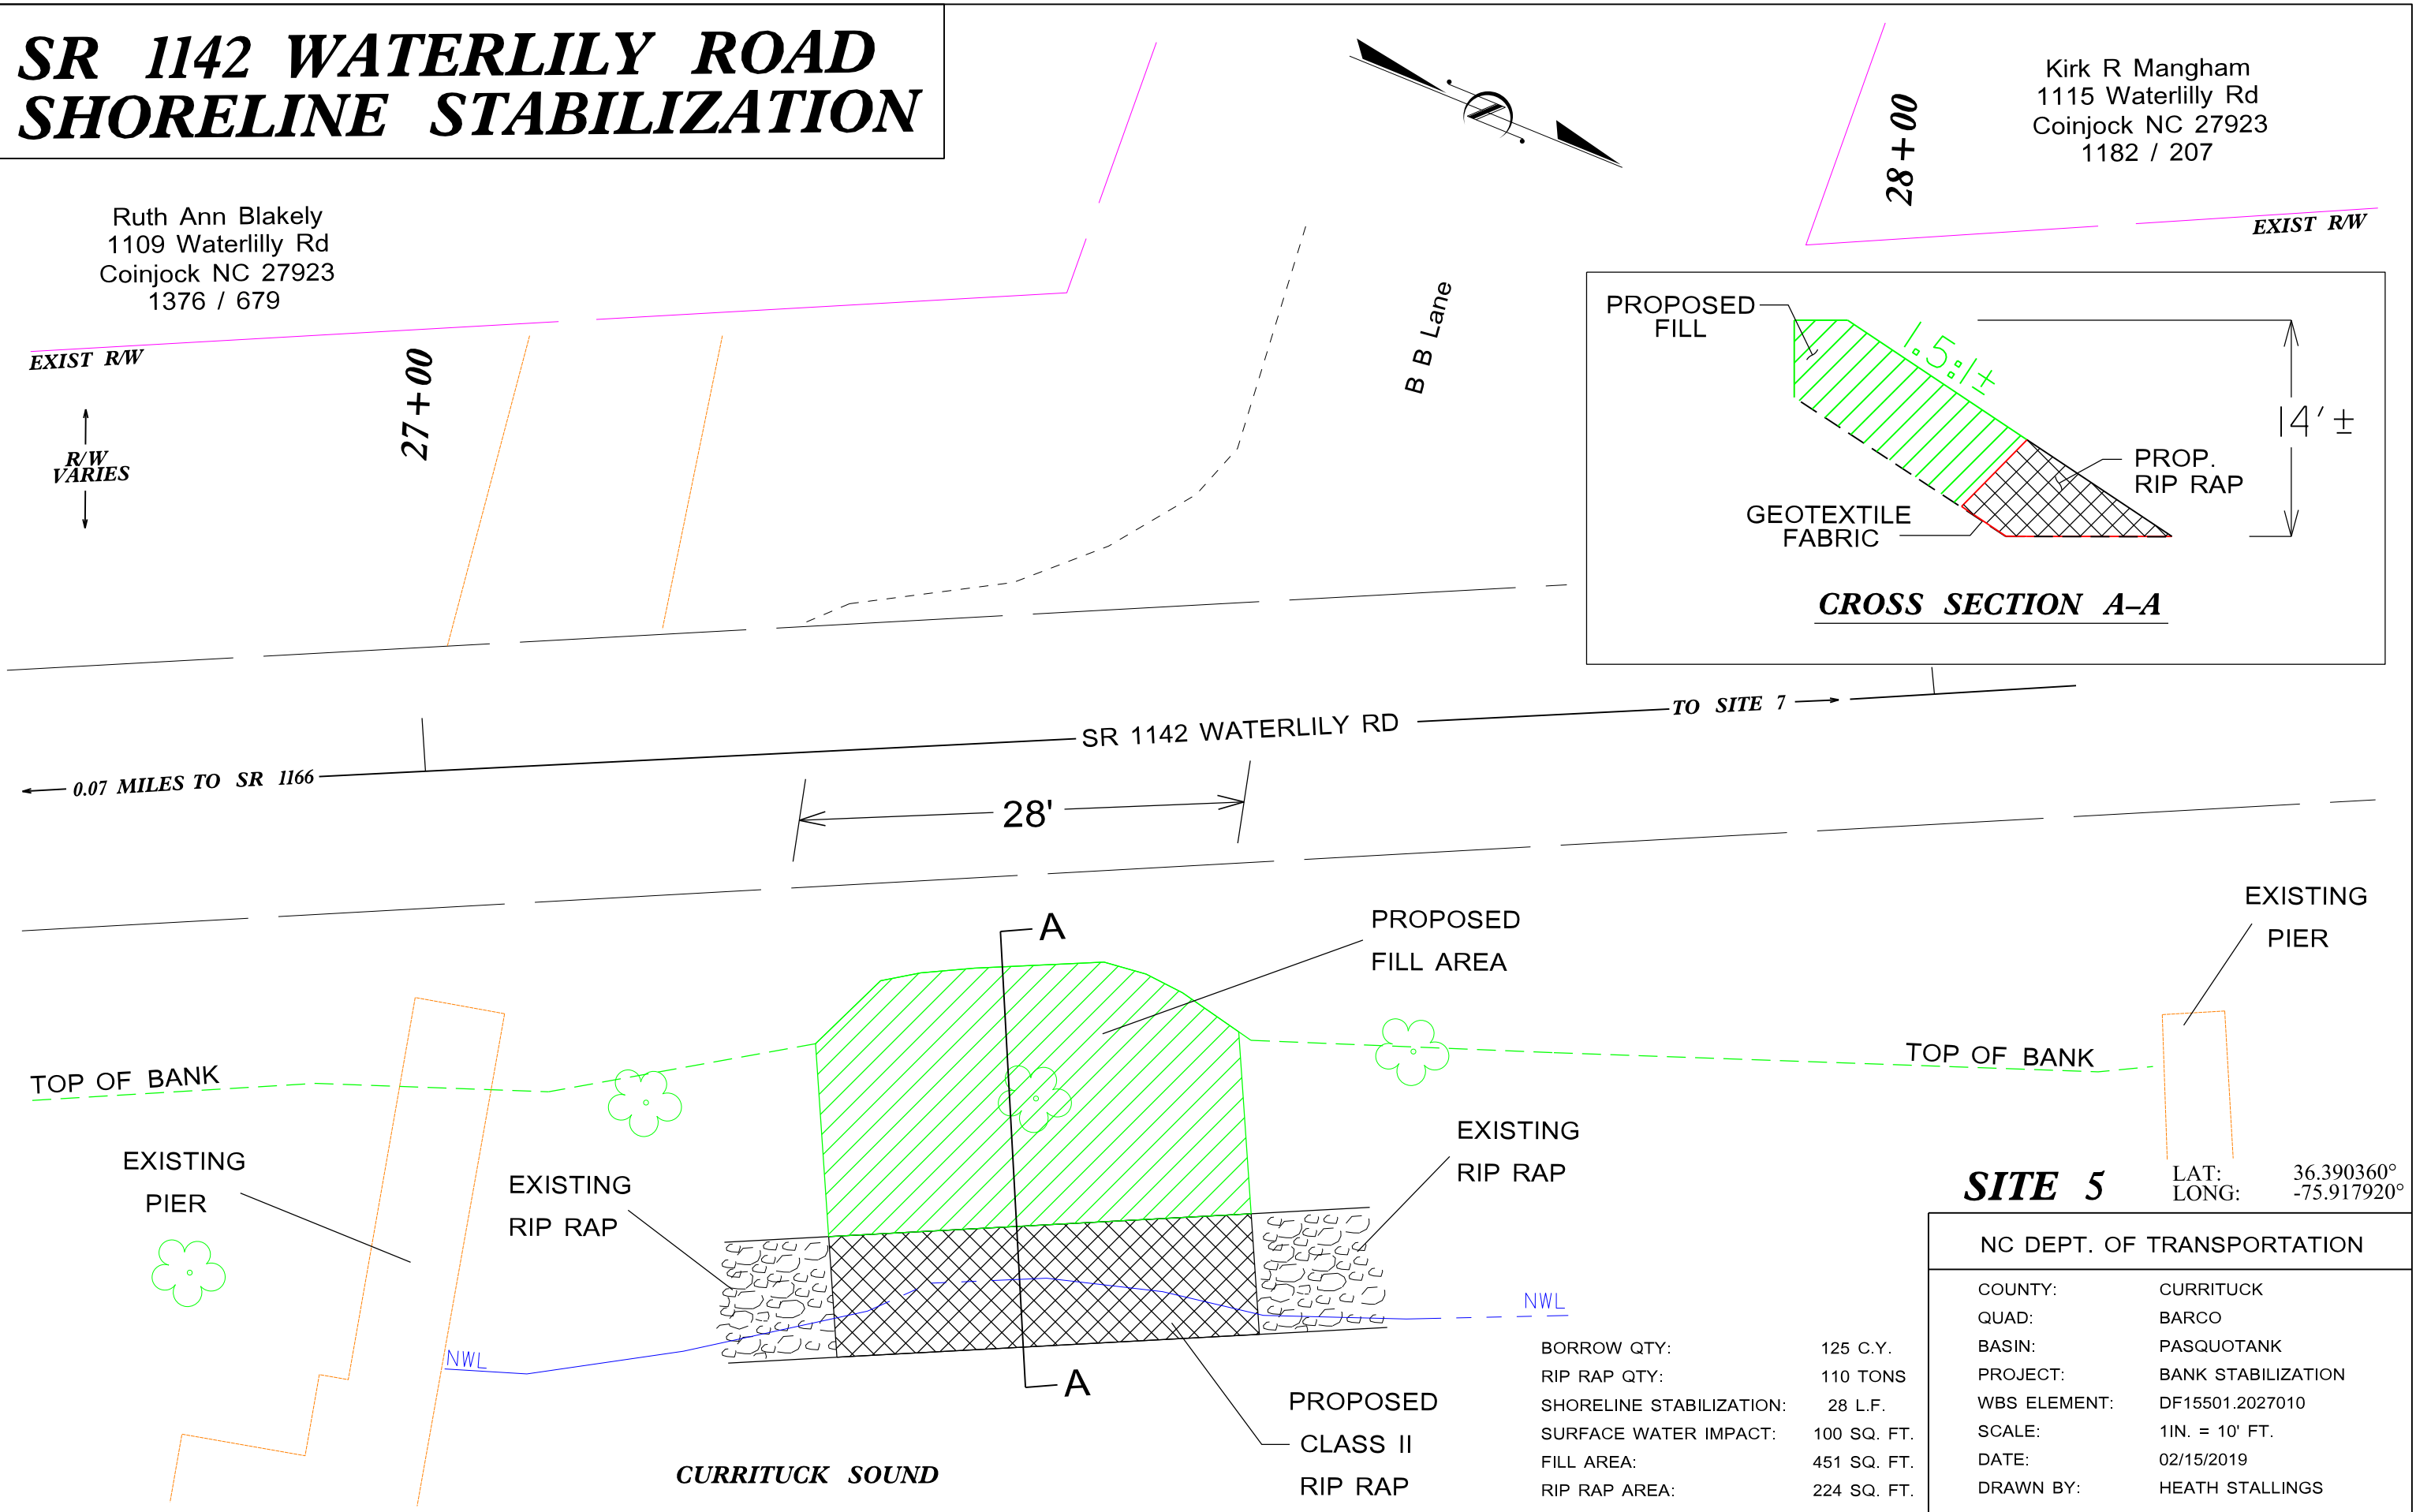 SR 1142 WATERLILY ROAD
SHORELINE STABILIZATION
Kirk R Mangham
1115 Waterlilly Rd
Coinjock NC 27923
1182 / 207
28+00
EXIST R/W
Ruth Ann Blakely
1109 Waterlilly Rd
Coinjock NC 27923
1376 / 679
EXIST R/W
R/W
VARIES
27+00
B B Lane
PROPOSED
FILL
1.5:1±
14' ±
PROP.
RIP RAP
GEOTEXTILE
FABRIC
CROSS SECTION A–A
0.07 MILES TO SR 1166
SR 1142 WATERLILY RD
TO SITE 7
28'
A
PROPOSED
FILL AREA
EXISTING
PIER
TOP OF BANK
TOP OF BANK
EXISTING
PIER
EXISTING
RIP RAP
EXISTING
RIP RAP
NWL
NWL
A
PROPOSED
CLASS II
RIP RAP
CURRITUCK SOUND
SITE 5
LAT: 36.390360°
LONG: -75.917920°
BORROW QTY: 125 C.Y.
RIP RAP QTY: 110 TONS
SHORELINE STABILIZATION: 28 L.F.
SURFACE WATER IMPACT: 100 SQ. FT.
FILL AREA: 451 SQ. FT.
RIP RAP AREA: 224 SQ. FT.
NC DEPT. OF TRANSPORTATION
COUNTY: CURRITUCK
QUAD: BARCO
BASIN: PASQUOTANK
PROJECT: BANK STABILIZATION
WBS ELEMENT: DF15501.2027010
SCALE: 1IN. = 10' FT.
DATE: 02/15/2019
DRAWN BY: HEATH STALLINGS